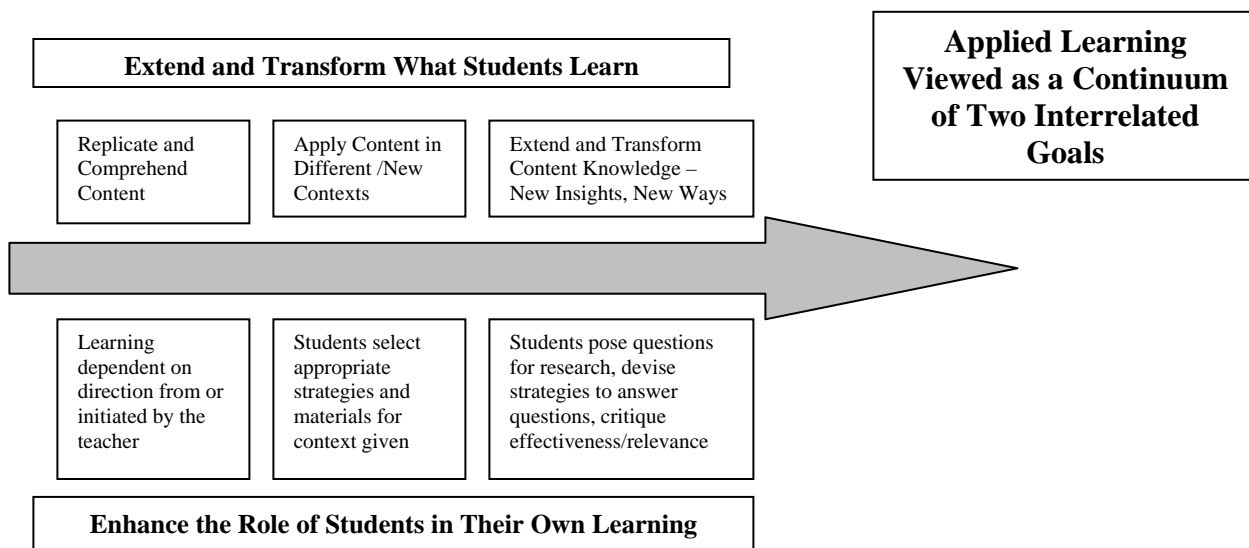 Extend and Transform What Students Learn
Applied Learning
Viewed as a Continuum
of Two Interrelated
Goals
Replicate and
Comprehend
Content
Apply Content in
Different /New
Contexts
Extend and Transform
Content Knowledge –
New Insights, New Ways
Learning
dependent on
direction from or
initiated by the
teacher
Students select
appropriate
strategies and
materials for
context given
Students pose questions
for research, devise
strategies to answer
questions, critique
effectiveness/relevance
Enhance the Role of Students in Their Own Learning